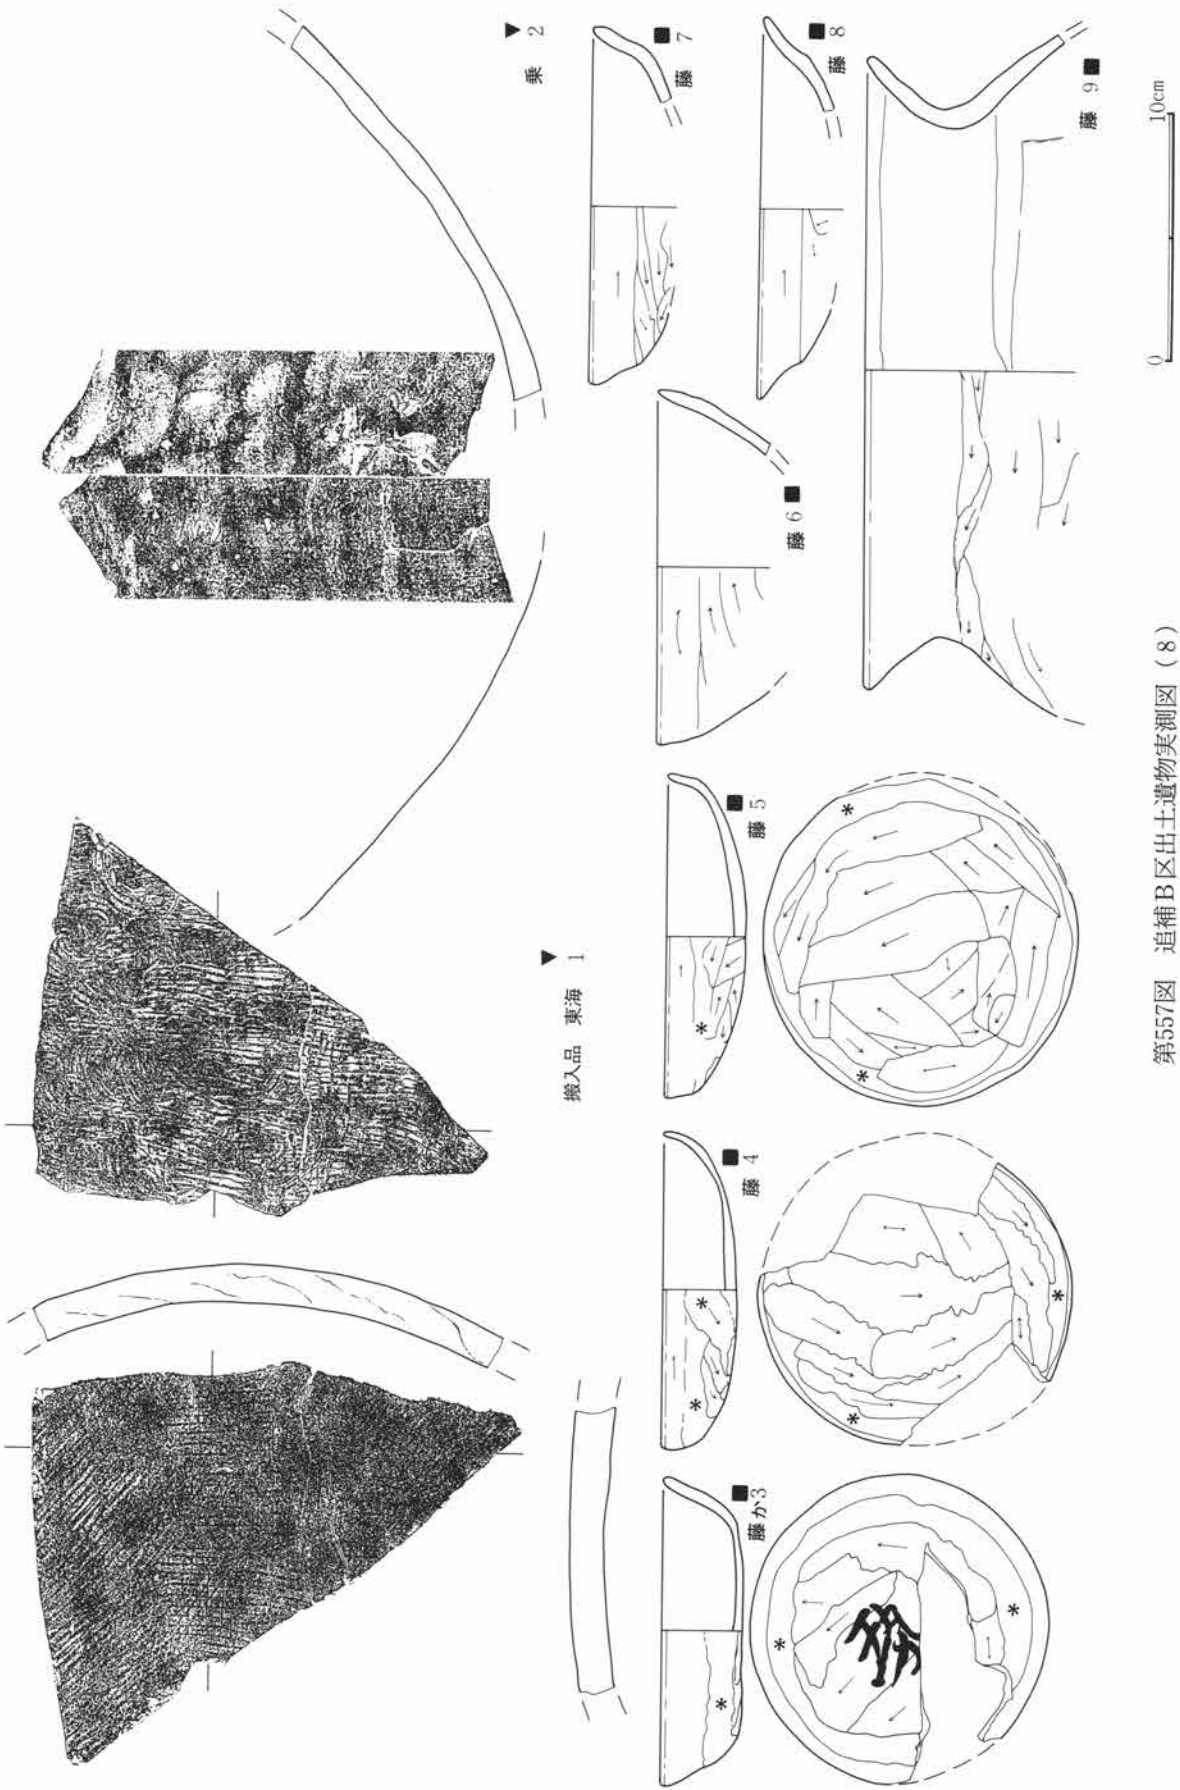 ▼
1
搬入品 東海
▼
2
乗
■
藤か3
■
藤 4
■
藤 5
藤 6 ■
■
7
藤
■
8
藤
藤 9 ■
0 10cm
第557図 追補B区出土遺物実測図(8)